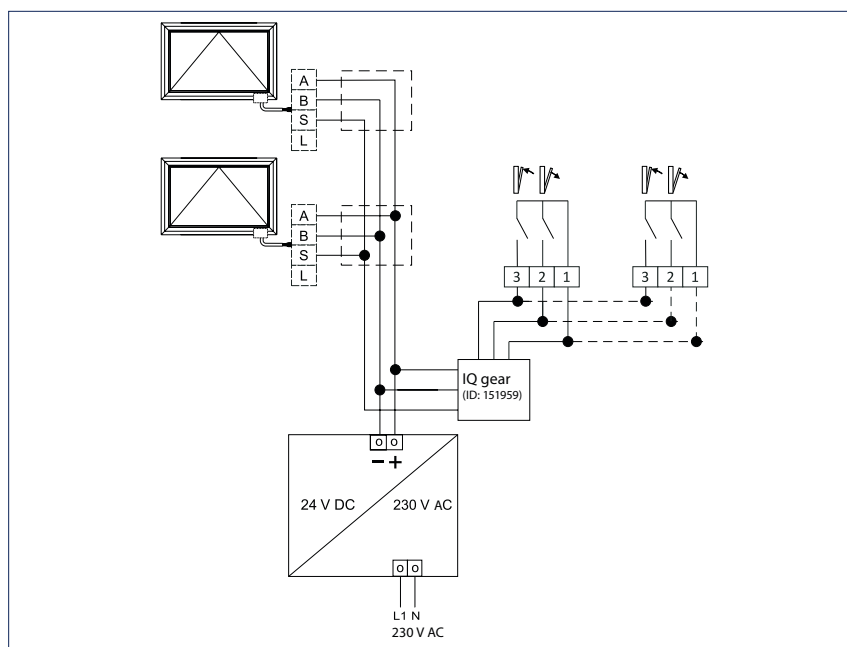 A
B
S
L
A
B
S
L
3 2 1
3 2 1
IQ gear
(ID: 151959)
o o
– +
24 V DC
230 V AC
o o
L1 N
230 V AC